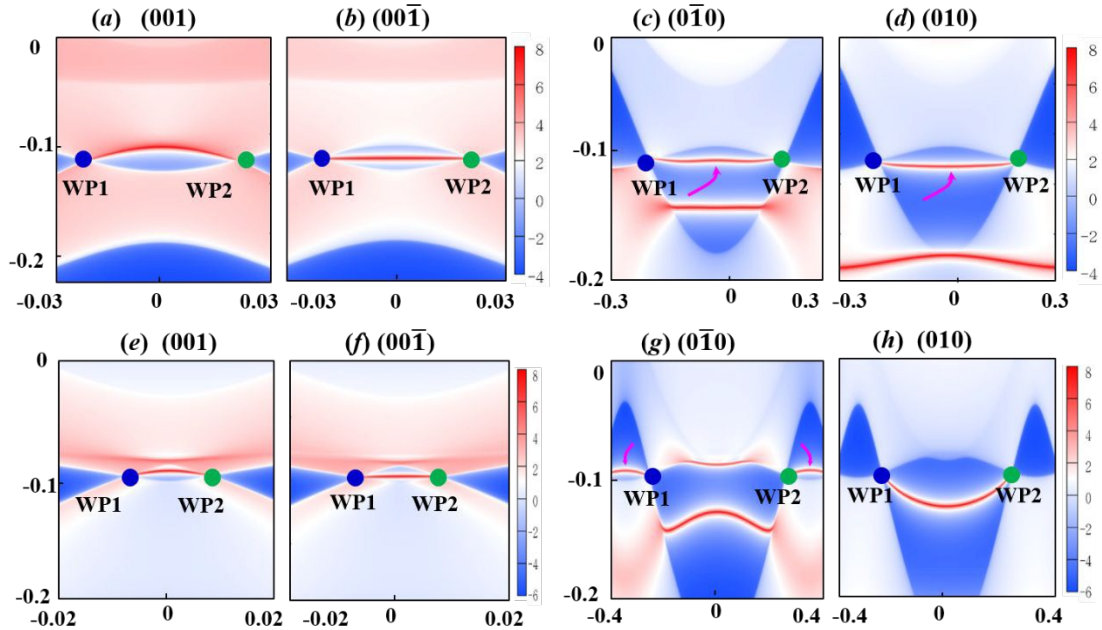 (a) (001)
(b) (001̅)
(c) (01̅0)
(d) (010)
0
-0.1
-0.2
-0.03
0
0.03
-0.03
0
0.03
WP1
WP2
WP1
WP2
8
6
4
2
0
-2
-4
0
-0.1
-0.2
-0.3
0
0.3
-0.3
0
0.3
WP1
WP2
WP1
WP2
8
6
4
2
0
-2
-4
(e) (001)
(f) (001̅)
(g) (01̅0)
(h) (010)
0
-0.1
-0.2
-0.02
0
0.02
-0.02
0
0.02
WP1
WP2
WP1
WP2
8
6
4
2
0
-2
-4
-6
0
-0.1
-0.2
-0.4
0
0.4
-0.4
0
0.4
WP1
WP2
WP1
WP2
8
6
4
2
0
-2
-4
-6